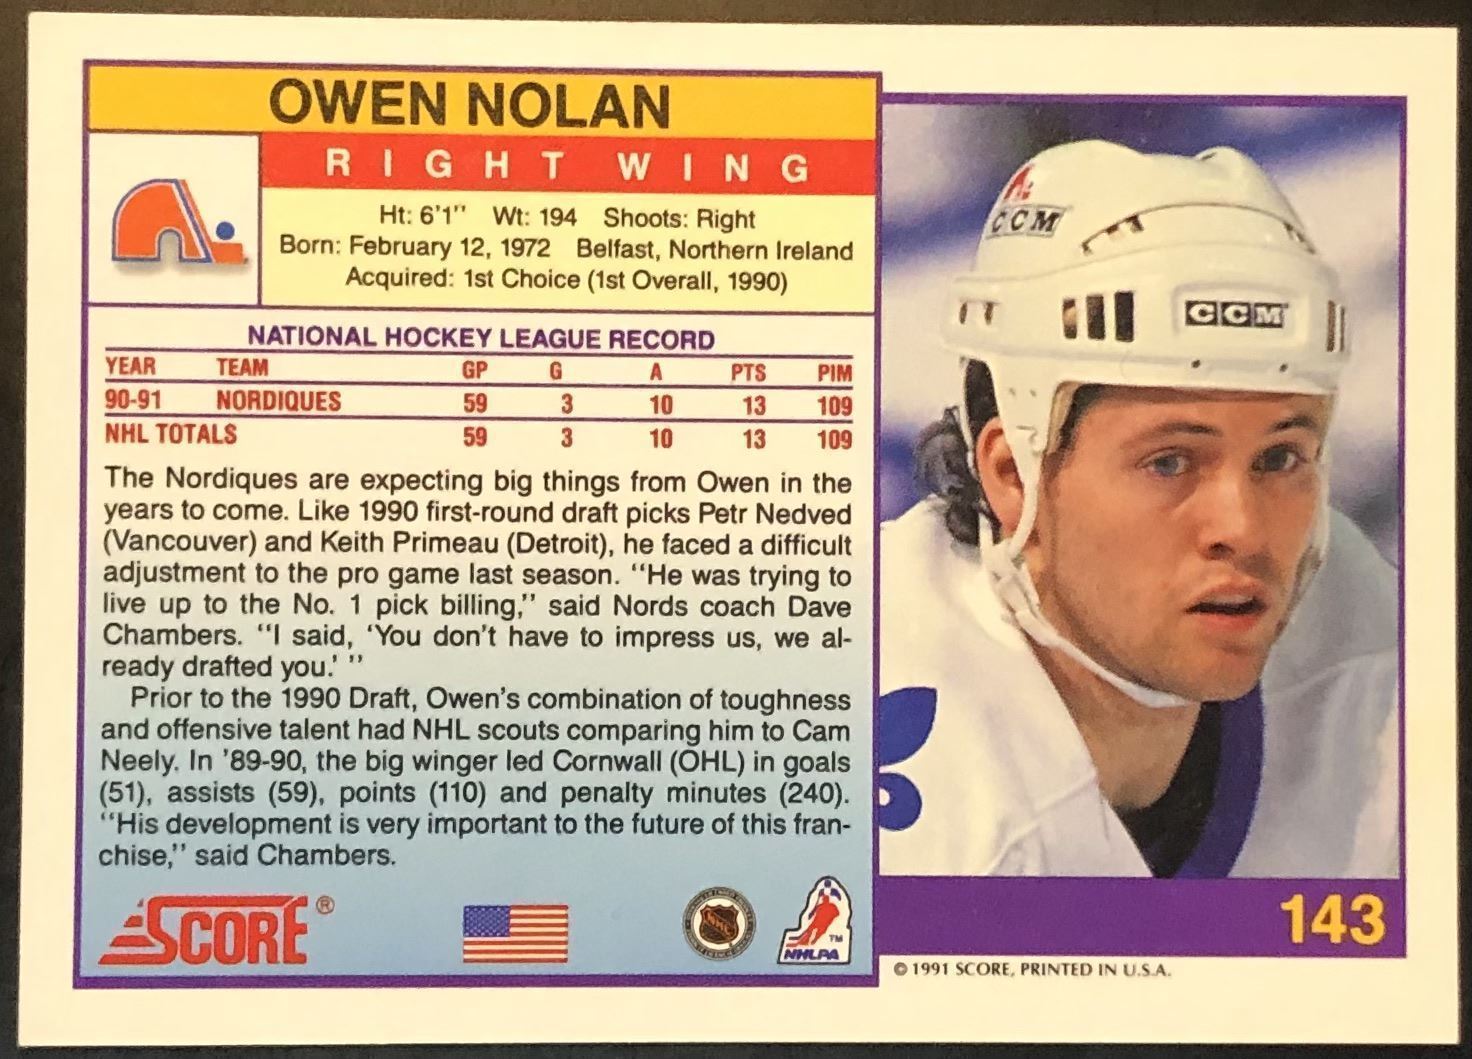 OWEN NOLAN
RIGHT WING
Ht: 6'1" Wt: 194 Shoots: Right
Born: February 12, 1972 Belfast, Northern Ireland
Acquired: 1st Choice (1st Overall, 1990)
NATIONAL HOCKEY LEAGUE RECORD
YEAR TEAM GP G A PTS PIM
90-91 NORDIQUES 59 3 10 13 109
NHL TOTALS 59 3 10 13 109
The Nordiques are expecting big things from Owen in the
years to come. Like 1990 first-round draft picks Petr Nedved
(Vancouver) and Keith Primeau (Detroit), he faced a difficult
adjustment to the pro game last season. "He was trying to
live up to the No. 1 pick billing," said Nords coach Dave
Chambers. "I said, 'You don't have to impress us, we al-
ready drafted you.' "
Prior to the 1990 Draft, Owen's combination of toughness
and offensive talent had NHL scouts comparing him to Cam
Neely. In '89-90, the big winger led Cornwall (OHL) in goals
(51), assists (59), points (110) and penalty minutes (240).
"His development is very important to the future of this fran-
chise," said Chambers.
SCORE®
NHL
NHLPA
TM
CCM
CCM
143
© 1991 SCORE, PRINTED IN U.S.A.